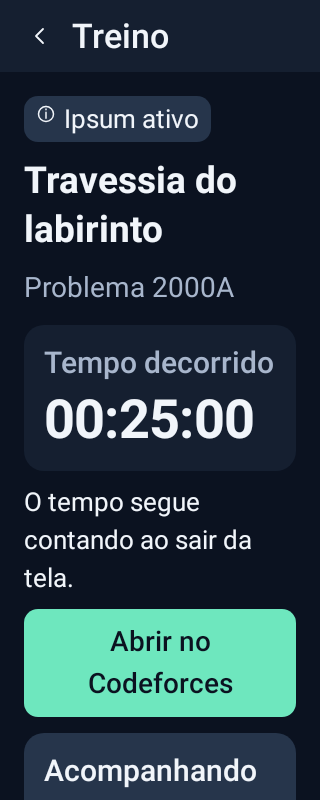 Treino
Ipsum ativo
Travessia do
labirinto
Problema 2000A
Tempo decorrido
00:25:00
O tempo segue
contando ao sair da
tela.
Abrir no
Codeforces
Acompanhando